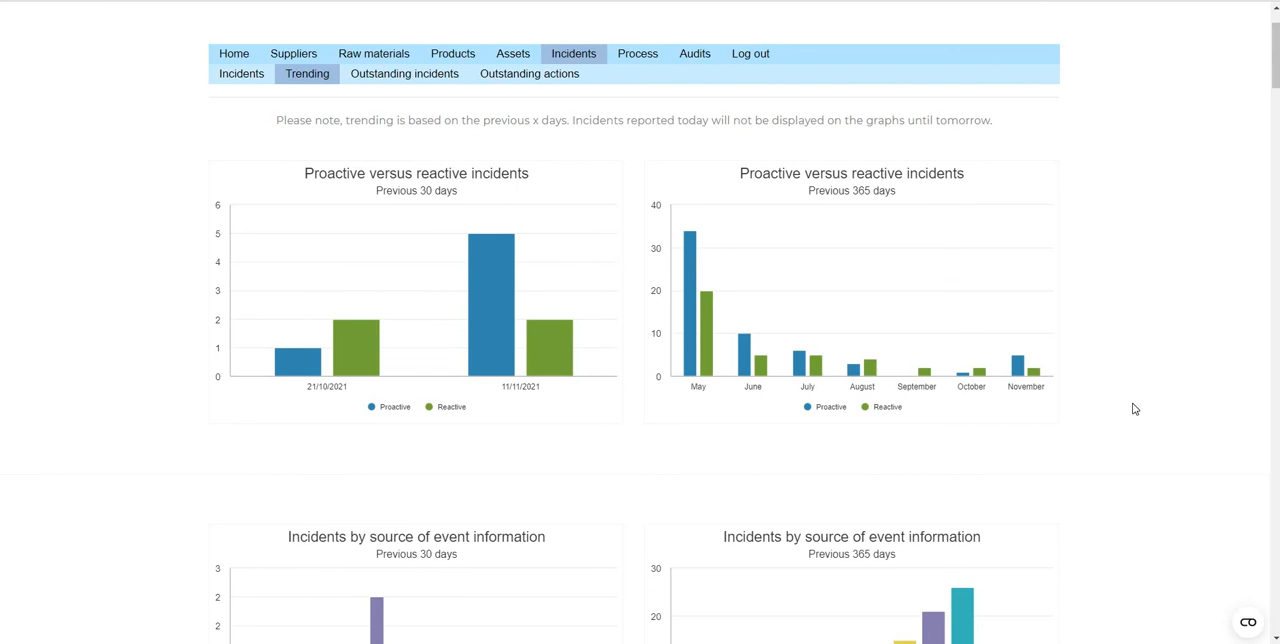 Home Suppliers Raw materials Products Assets Incidents Process Audits Log out
Incidents Trending Outstanding incidents Outstanding actions
Please note, trending is based on the previous x days. Incidents reported today will not be displayed on the graphs until tomorrow.
Proactive versus reactive incidents
Previous 30 days
6
5
4
3
2
1
0
21/10/2021 11/11/2021
Proactive Reactive
Proactive versus reactive incidents
Previous 365 days
40
30
20
10
0
May June July August September October November
Proactive Reactive
Incidents by source of event information
Previous 30 days
3
2
2
Incidents by source of event information
Previous 365 days
30
20